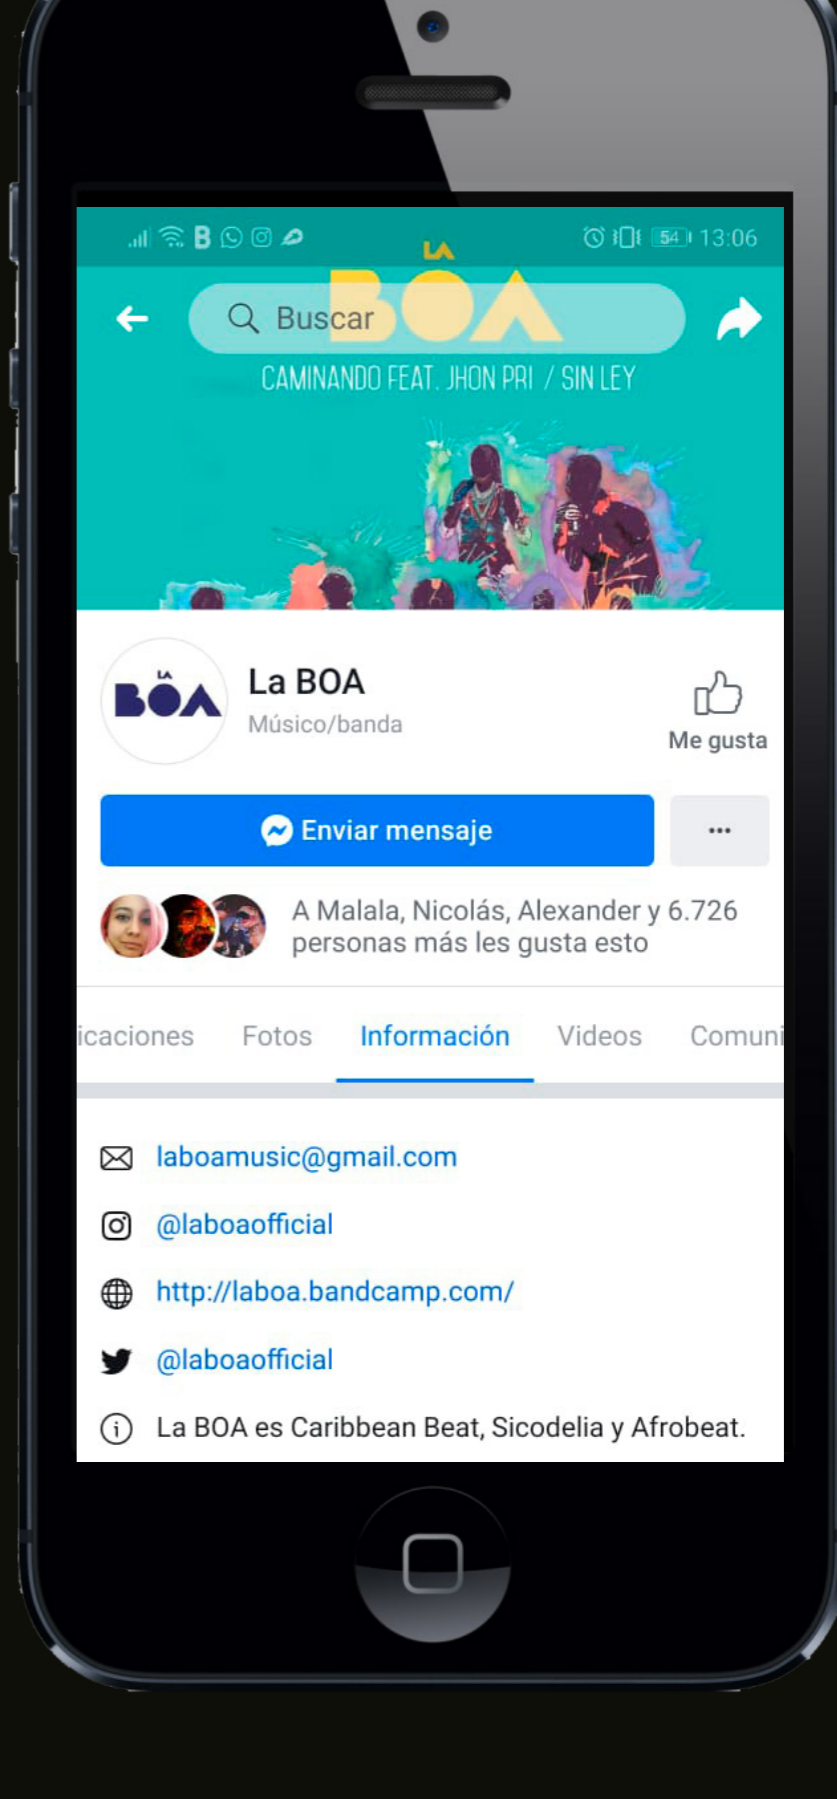 B
54 13:06
LA
BOA
Buscar
CAMINANDO FEAT. JHON PRI / SIN LEY
LA
BOA
La BOA
Músico/banda
Me gusta
Enviar mensaje
...
A Malala, Nicolás, Alexander y 6.726
personas más les gusta esto
icaciones Fotos Información Videos Comuni
laboamusic@gmail.com
@laboaofficial
http://laboa.bandcamp.com/
@laboaofficial
La BOA es Caribbean Beat, Sicodelia y Afrobeat.